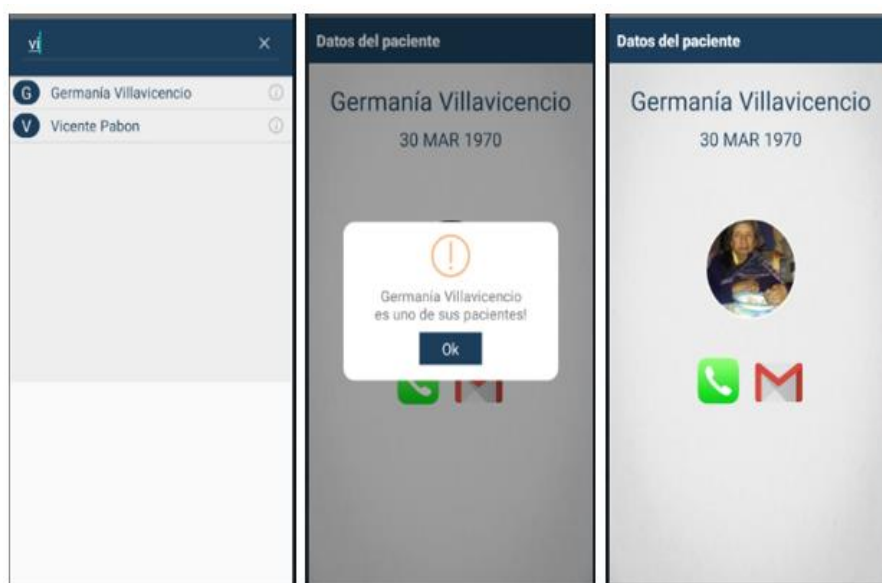 vi
G Germanía Villavicencio
V Vicente Pabon
Datos del paciente
Germanía Villavicencio
30 MAR 1970
Germanía Villavicencio
es uno de sus pacientes!
Ok
Datos del paciente
Germanía Villavicencio
30 MAR 1970